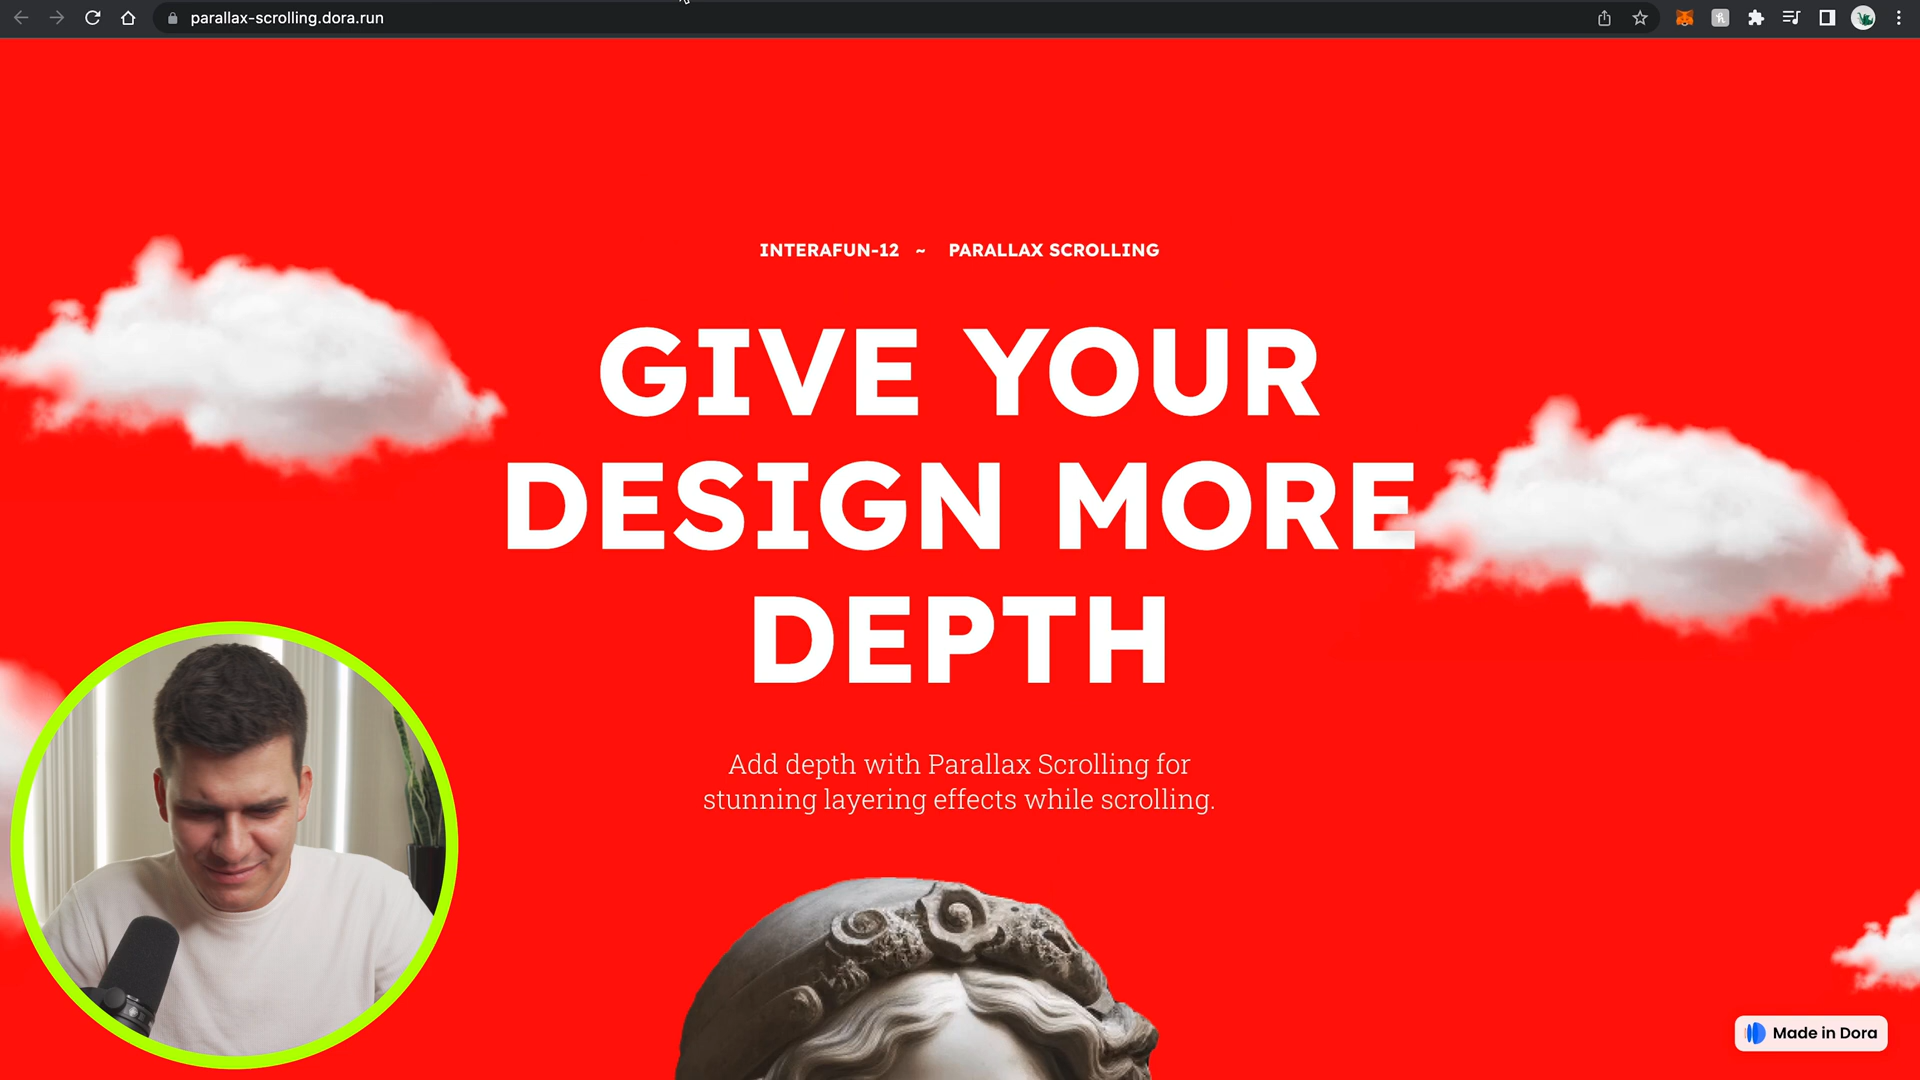 parallax-scrolling.dora.run
INTERAFUN-12 ~ PARALLAX SCROLLING
GIVE YOUR
DESIGN MORE
DEPTH
Add depth with Parallax Scrolling for
stunning layering effects while scrolling.
Made in Dora